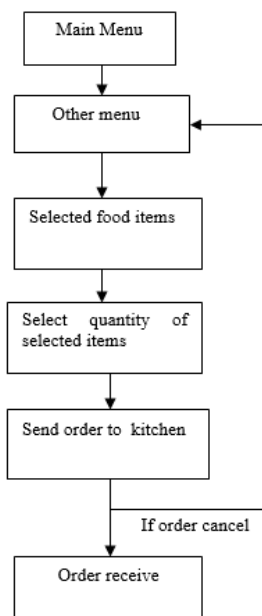 Main Menu
Other menu
Selected food items
Select quantity of
selected items
Send order to kitchen
If order cancel
Order receive